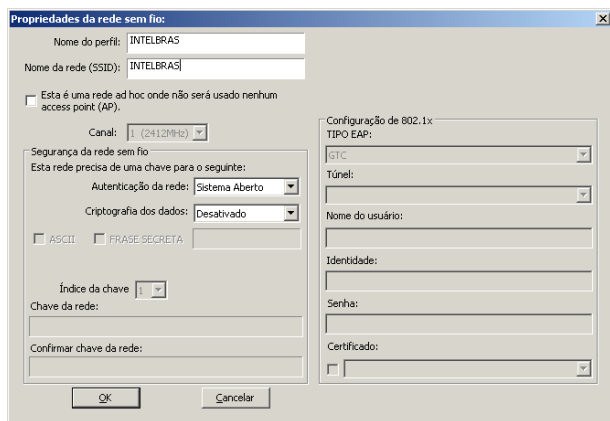 Propriedades da rede sem fio:
Nome do perfil: INTELBRAS
Nome da rede (SSID): INTELBRAS
Esta é uma rede ad hoc onde não será usado nenhum
access point (AP).
Canal: 1 (2412MHz)
Segurança da rede sem fio
Esta rede precisa de uma chave para o seguinte:
Autenticação da rede: Sistema Aberto
Criptografia dos dados: Desativado
ASCII FRASE SECRETA
Índice da chave 1
Chave da rede:
Confirmar chave da rede:
Configuração de 802.1x
TIPO EAP:
GTC
Túnel:
Nome do usuário:
Identidade:
Senha:
Certificado:
OK Cancelar